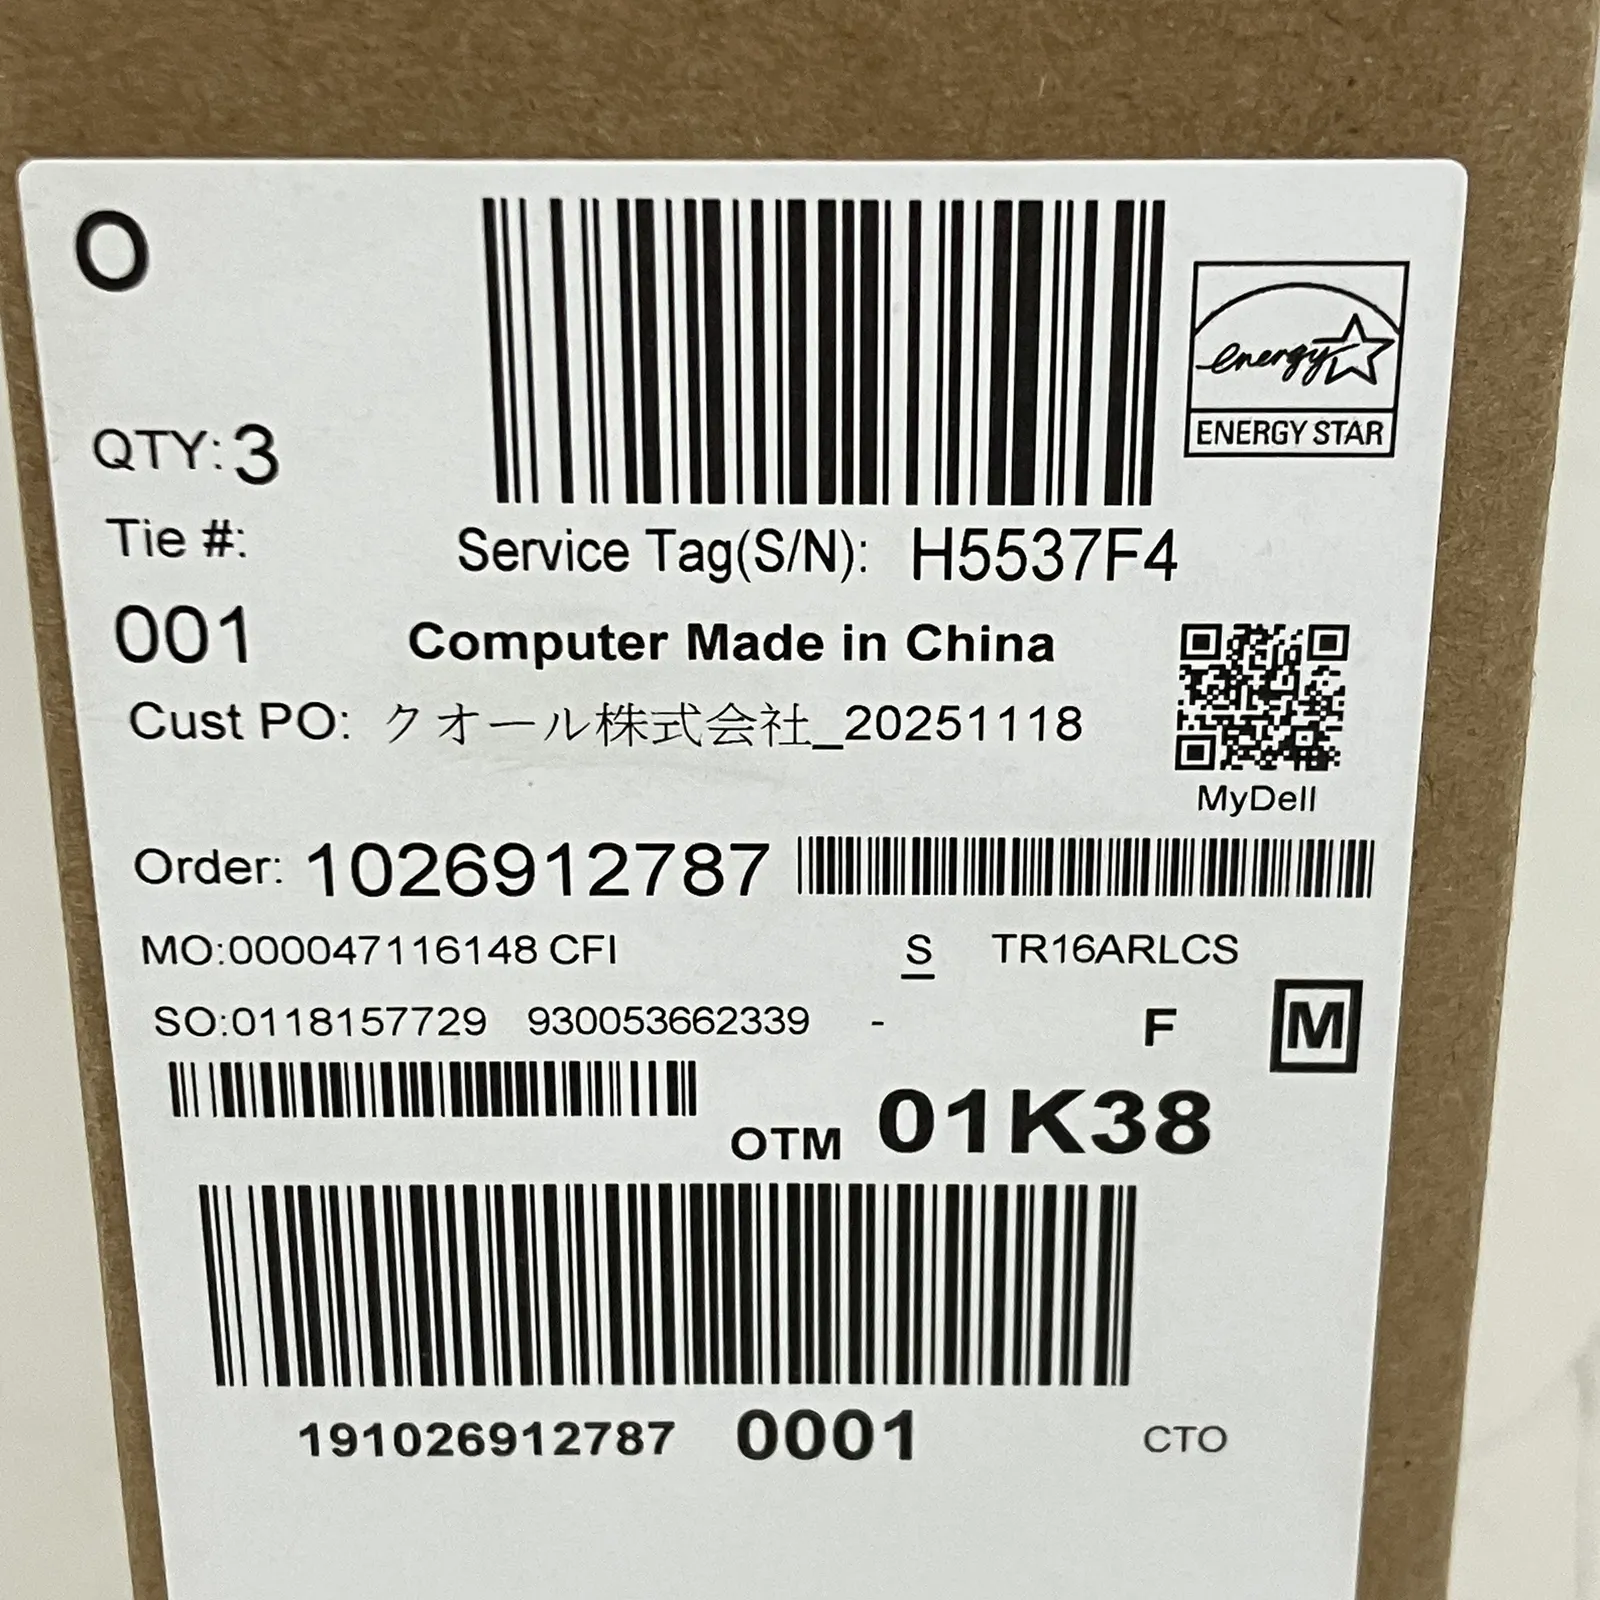 O
energy
ENERGY STAR
QTY: 3
Tie #:
Service Tag(S/N): H5537F4
001
Computer Made in China
Cust PO: クオール株式会社_20251118
MyDell
Order: 1026912787
MO:000047116148 CFI S TR16ARLCS
SO:0118157729 930053662339 - F M
OTM 01K38
191026912787 0001 CTO